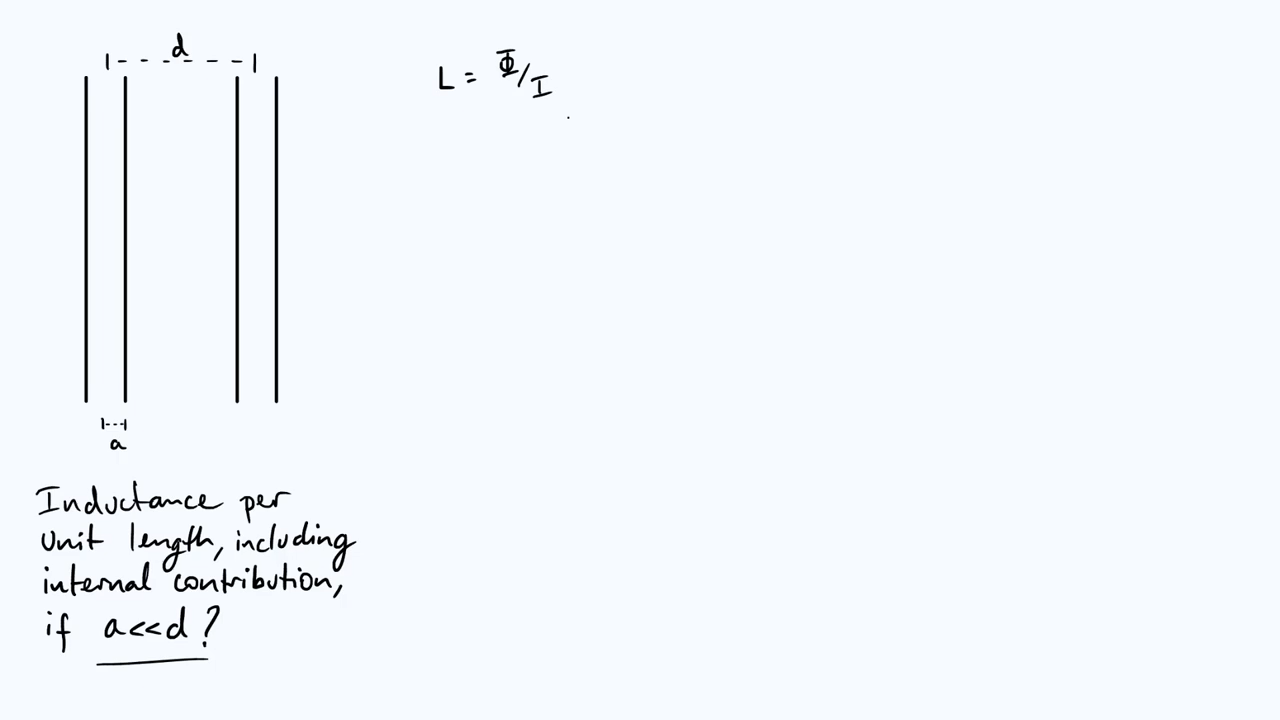 d
L = Φ/I
a
Inductance per
unit length, including
internal contribution,
if a<<d?